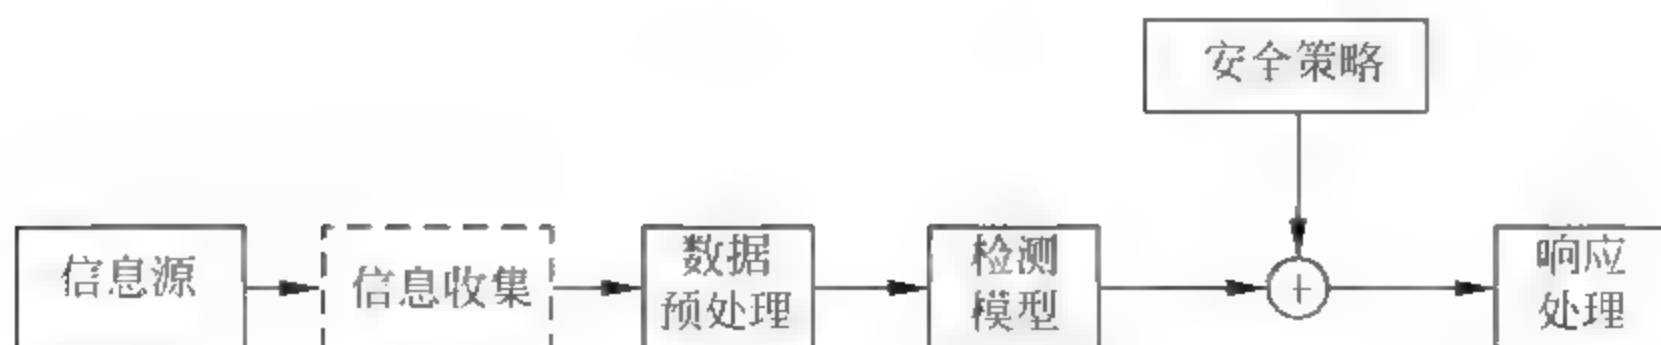 安全策略
信息源
信息收集
数据
预处理
检测
模型
+
响应
处理